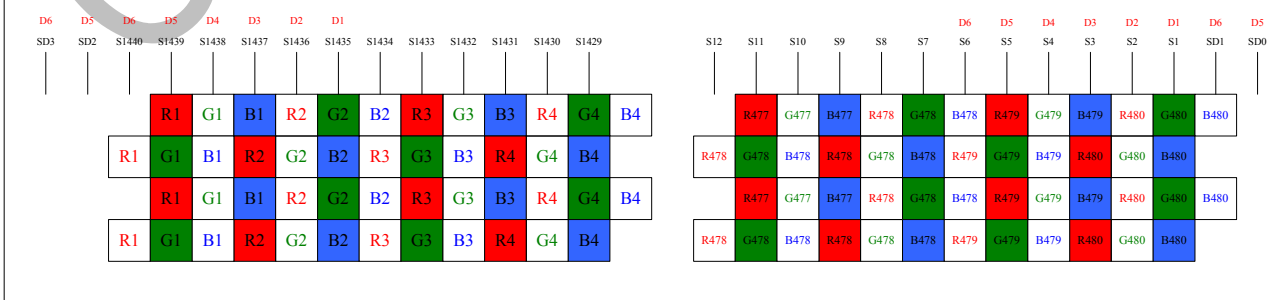 D6 D5 D6 D5 D4 D3 D2 D1 D6 D5 D4 D3 D2 D1 D6 D5
SD3 SD2 S1440 S1439 S1438 S1437 S1436 S1435 S1434 S1433 S1432 S1431 S1430 S1429 S12 S11 S10 S9 S8 S7 S6 S5 S4 S3 S2 S1 SD1 SD0
R1 G1 B1 R2 G2 B2 R3 G3 B3 R4 G4 B4 R477 G477 B477 R478 G478 B478 R479 G479 B479 R480 G480 B480
R1 G1 B1 R2 G2 B2 R3 G3 B3 R4 G4 B4 R478 G478 B478 R478 G478 B478 R479 G479 B479 R480 G480 B480
R1 G1 B1 R2 G2 B2 R3 G3 B3 R4 G4 B4 R477 G477 B477 R478 G478 B478 R479 G479 B479 R480 G480 B480
R1 G1 B1 R2 G2 B2 R3 G3 B3 R4 G4 B4 R478 G478 B478 R478 G478 B478 R479 G479 B479 R480 G480 B480